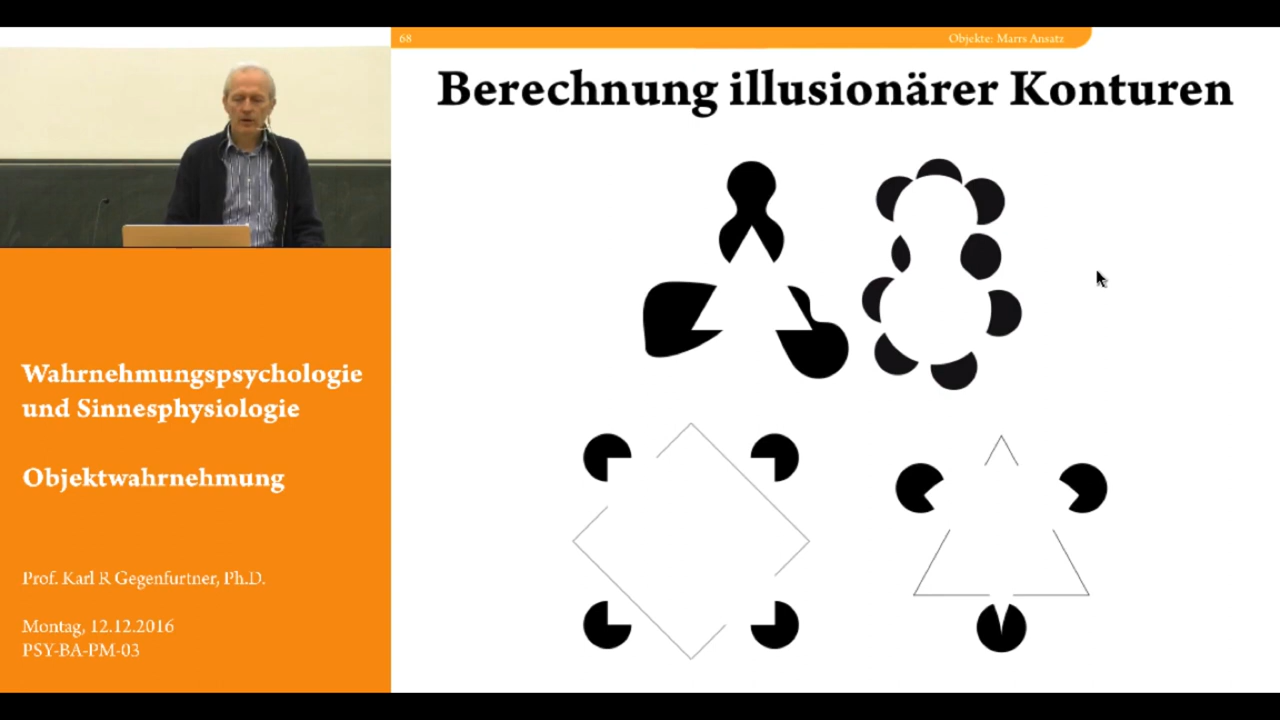 68
Objekte: Marrs Ansatz
Berechnung illusionärer Konturen
Wahrnehmungspsychologie
und Sinnesphysiologie
Objektwahrnehmung
Prof. Karl R Gegenfurtner, Ph.D.
Montag, 12.12.2016
PSY-BA-PM-03